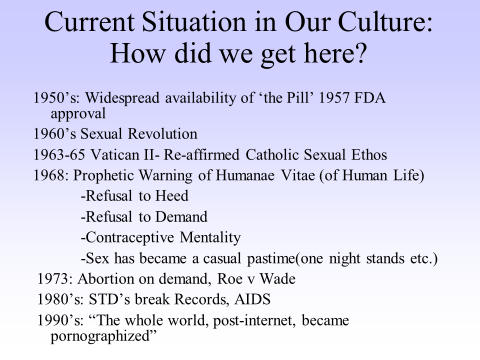 Current Situation in Our Culture:
How did we get here?
1950's: Widespread availability of 'the Pill' 1957 FDA
approval
1960's Sexual Revolution
1963-65 Vatican II- Re-affirmed Catholic Sexual Ethos
1968: Prophetic Warning of Humanae Vitae (of Human Life)
-Refusal to Heed
-Refusal to Demand
-Contraceptive Mentality
-Sex has became a casual pastime(one night stands etc.)
1973: Abortion on demand, Roe v Wade
1980's: STD's break Records, AIDS
1990's: "The whole world, post-internet, became
pornographized"